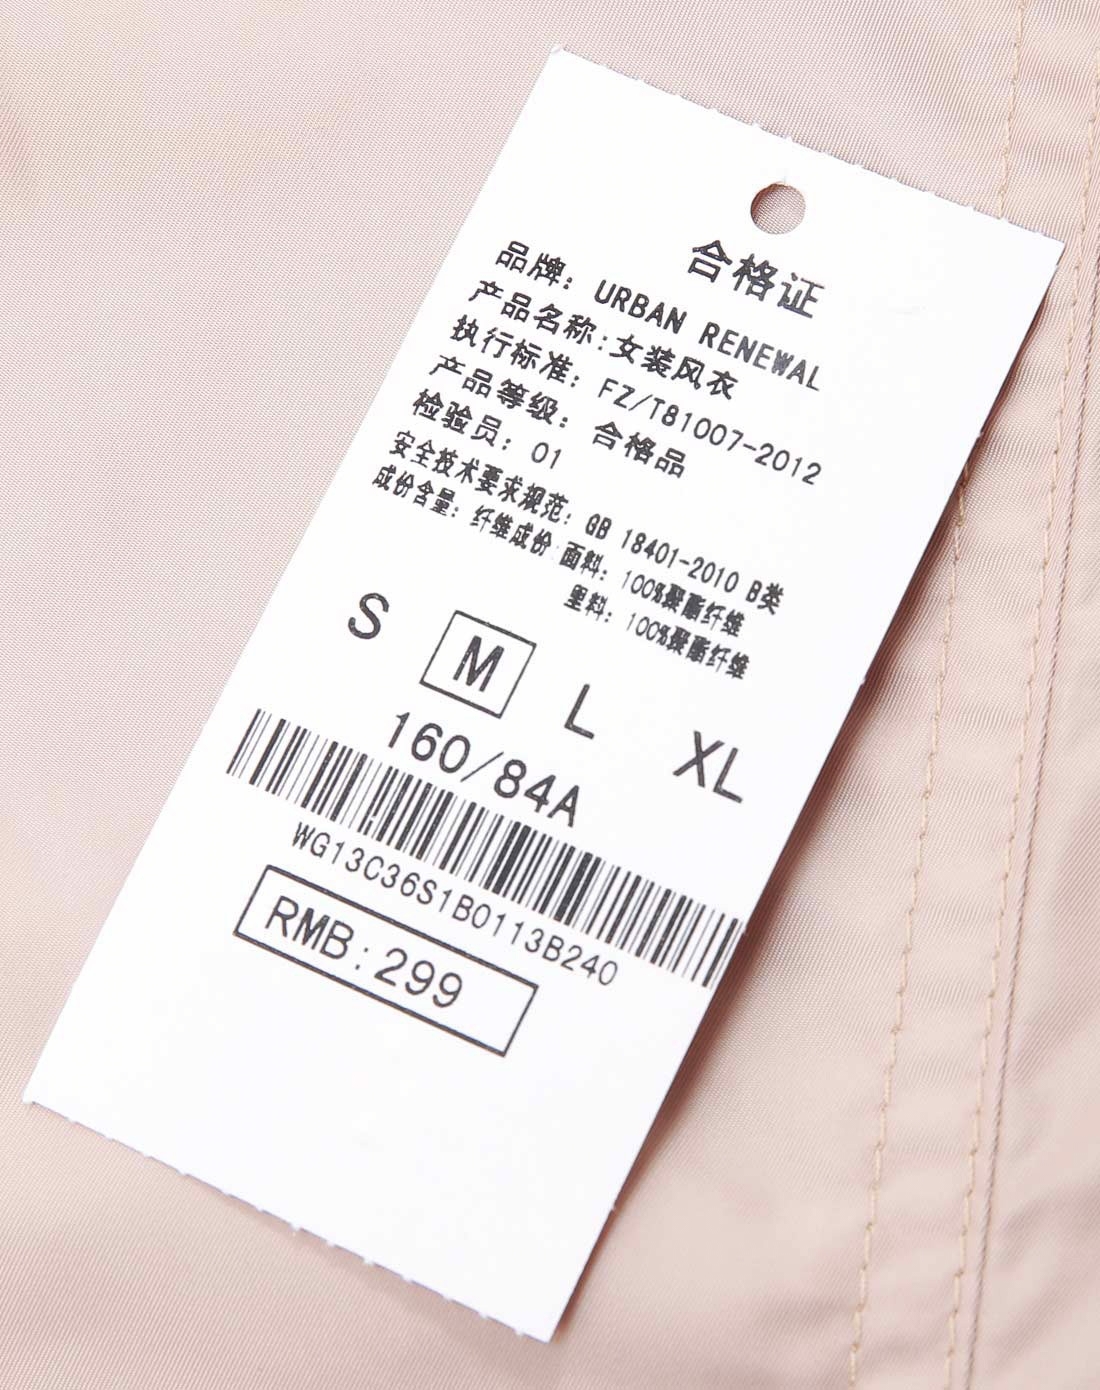 合格证
品牌: URBAN RENEWAL
产品名称:女装风衣
执行标准: FZ/T81007-2012
产品等级: 合格品
检验员: 01
安全技术要求规范: GB 18401-2010 B类
成份含量: 纤维成份 面料: 100%聚酯纤维
里料: 100%聚酯纤维
S M L XL
160/84A
WG13C36S1B0113B240
RMB:299